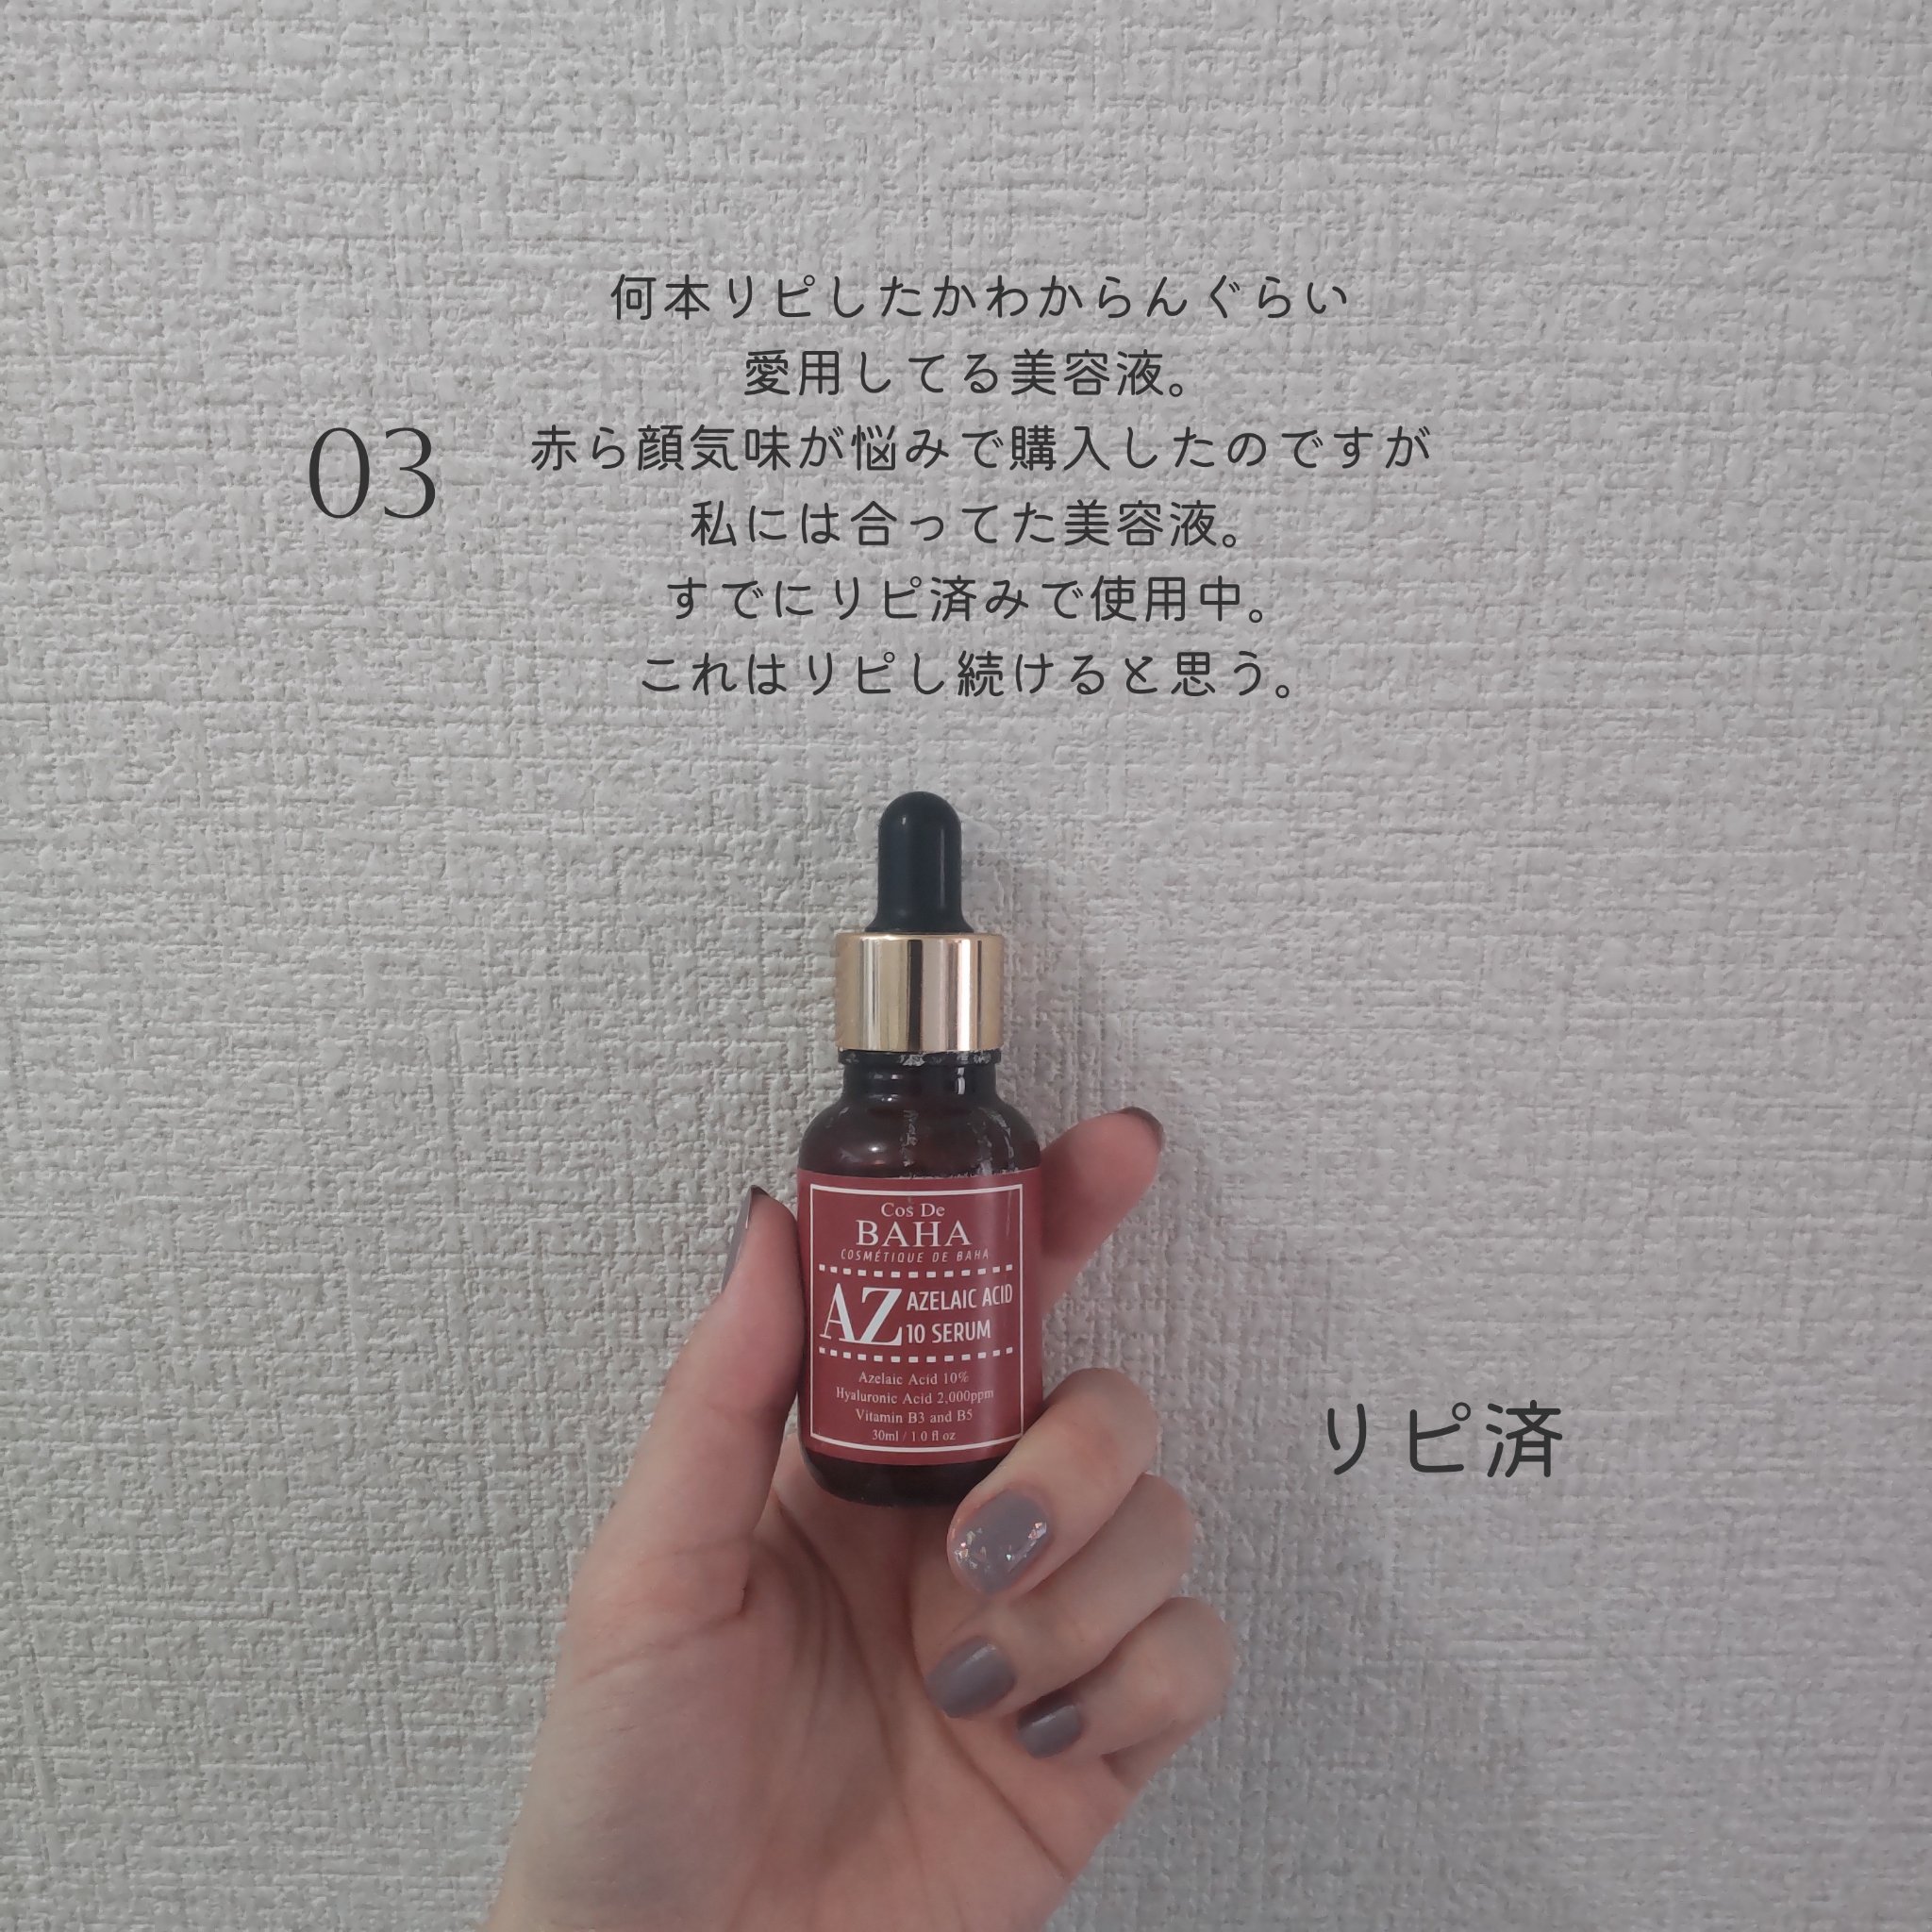 何本リピしたかわからんぐらい
愛用してる美容液。
03
赤ら顔気味が悩みで購入したのですが
私には合ってた美容液。
すでにリピ済みで使用中。
これはリピし続けると思う。
Cos De
BAHA
COSMÉTIQUE DE BAHA
AZ
AZELAIC ACID
10 SERUM
Azelaic Acid 10%
Hyaluronic Acid 2,000ppm
Vitamin B3 and B5
30ml / 1.0 fl oz
リピ済